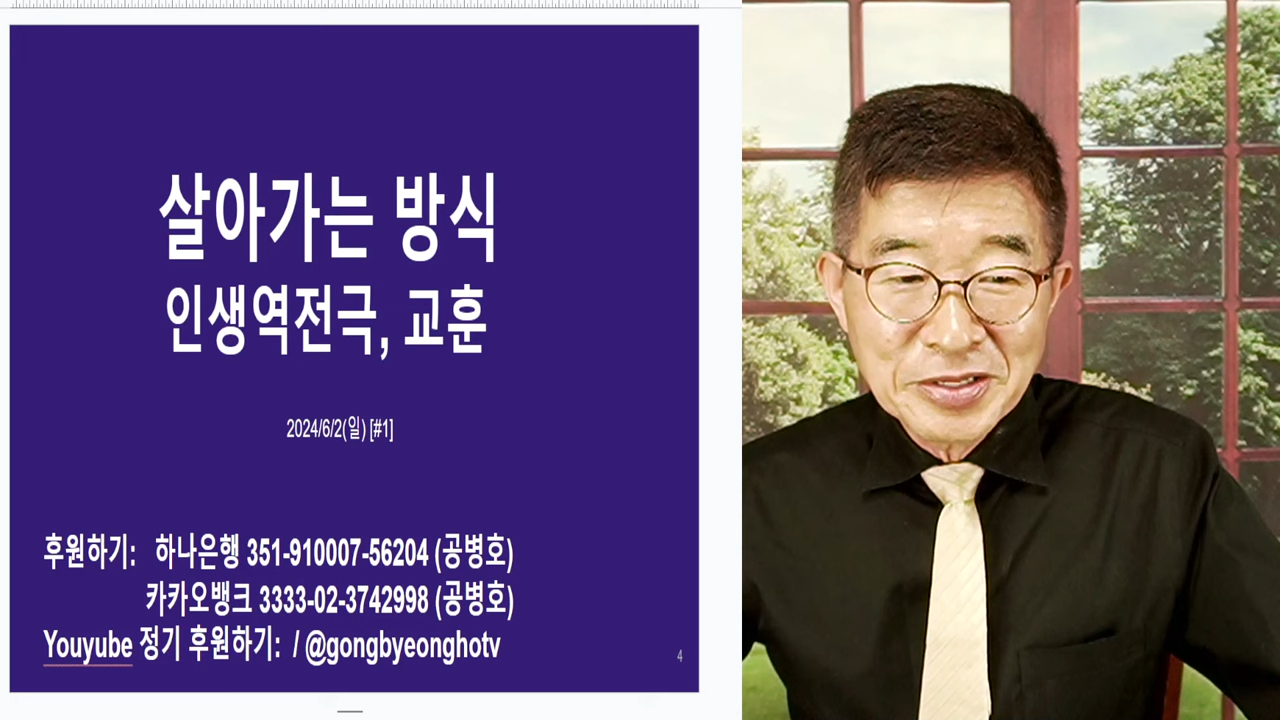 살아가는 방식
인생역전극, 교훈
2024/6/2(일) [#1]
후원하기: 하나은행 351-910007-56204 (공병호)
카카오뱅크 3333-02-3742998 (공병호)
Youyube 정기 후원하기: / @gongbyeonghotv
4